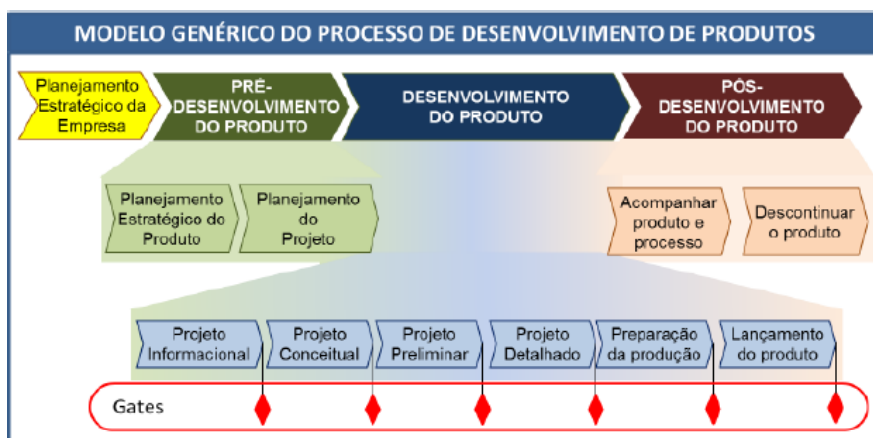 MODELO GENÉRICO DO PROCESSO DE DESENVOLVIMENTO DE PRODUTOS
Planejamento
Estratégico da
Empresa
PRÉ-
DESENVOLVIMENTO
DO PRODUTO
DESENVOLVIMENTO
DO PRODUTO
PÓS-
DESENVOLVIMENTO
DO PRODUTO
Planejamento
Estratégico do
Produto
Planejamento
do
Projeto
Acompanhar
produto e
processo
Descontinuar
o produto
Projeto
Informacional
Projeto
Conceitual
Projeto
Preliminar
Projeto
Detalhado
Preparação
da produção
Lançamento
do produto
Gates